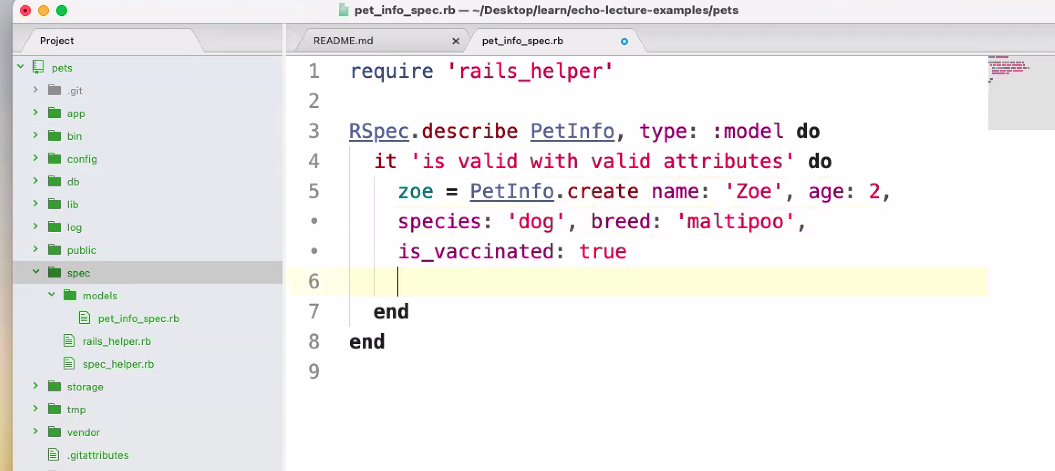 pet_info_spec.rb — ~/Desktop/learn/echo-lecture-examples/pets
Project
README.md
pet_info_spec.rb
pets
.git
app
bin
config
db
lib
log
public
spec
models
pet_info_spec.rb
rails_helper.rb
spec_helper.rb
storage
tmp
vendor
.gitattributes
1 require 'rails_helper'
2
3 RSpec.describe PetInfo, type: :model do
4 it 'is valid with valid attributes' do
5 zoe = PetInfo.create name: 'Zoe', age: 2,
• species: 'dog', breed: 'maltipoo',
• is_vaccinated: true
6
7 end
8 end
9